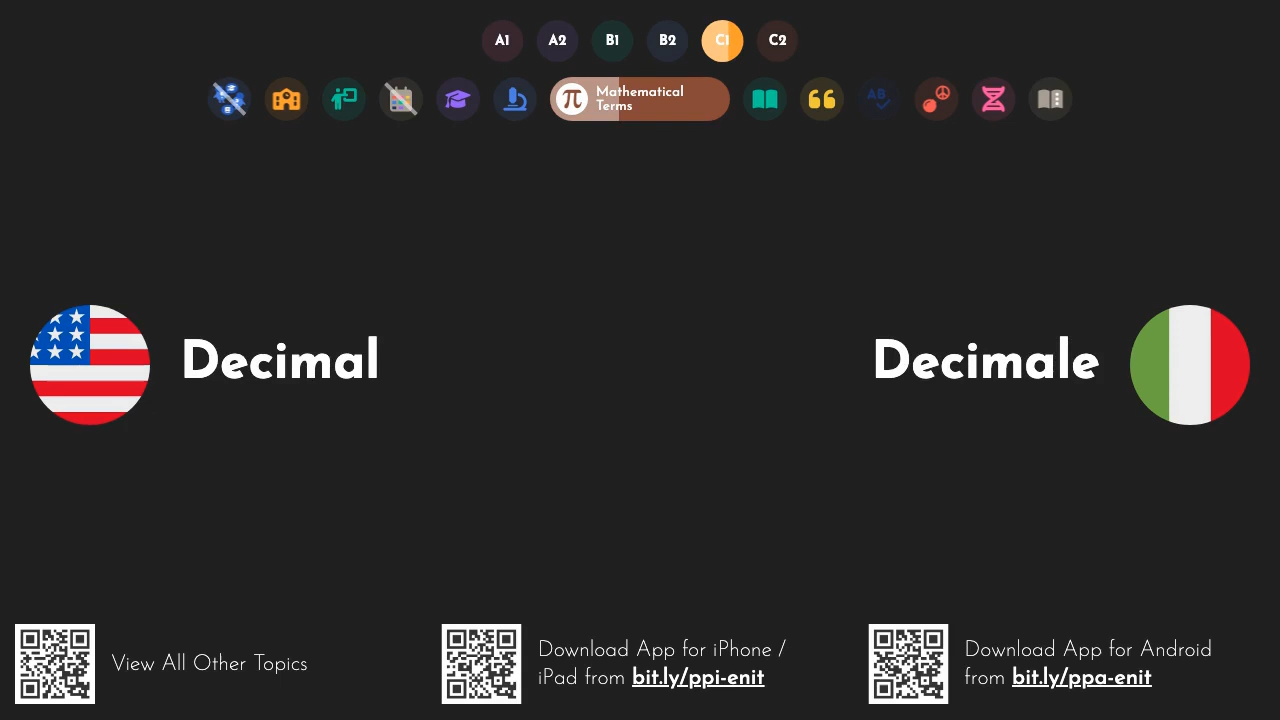 A1 A2 B1 B2 C1 C2
Mathematical
Terms
Decimal
Decimale
View All Other Topics
Download App for iPhone /
iPad from bit.ly/ppi-enit
Download App for Android
from bit.ly/ppa-enit